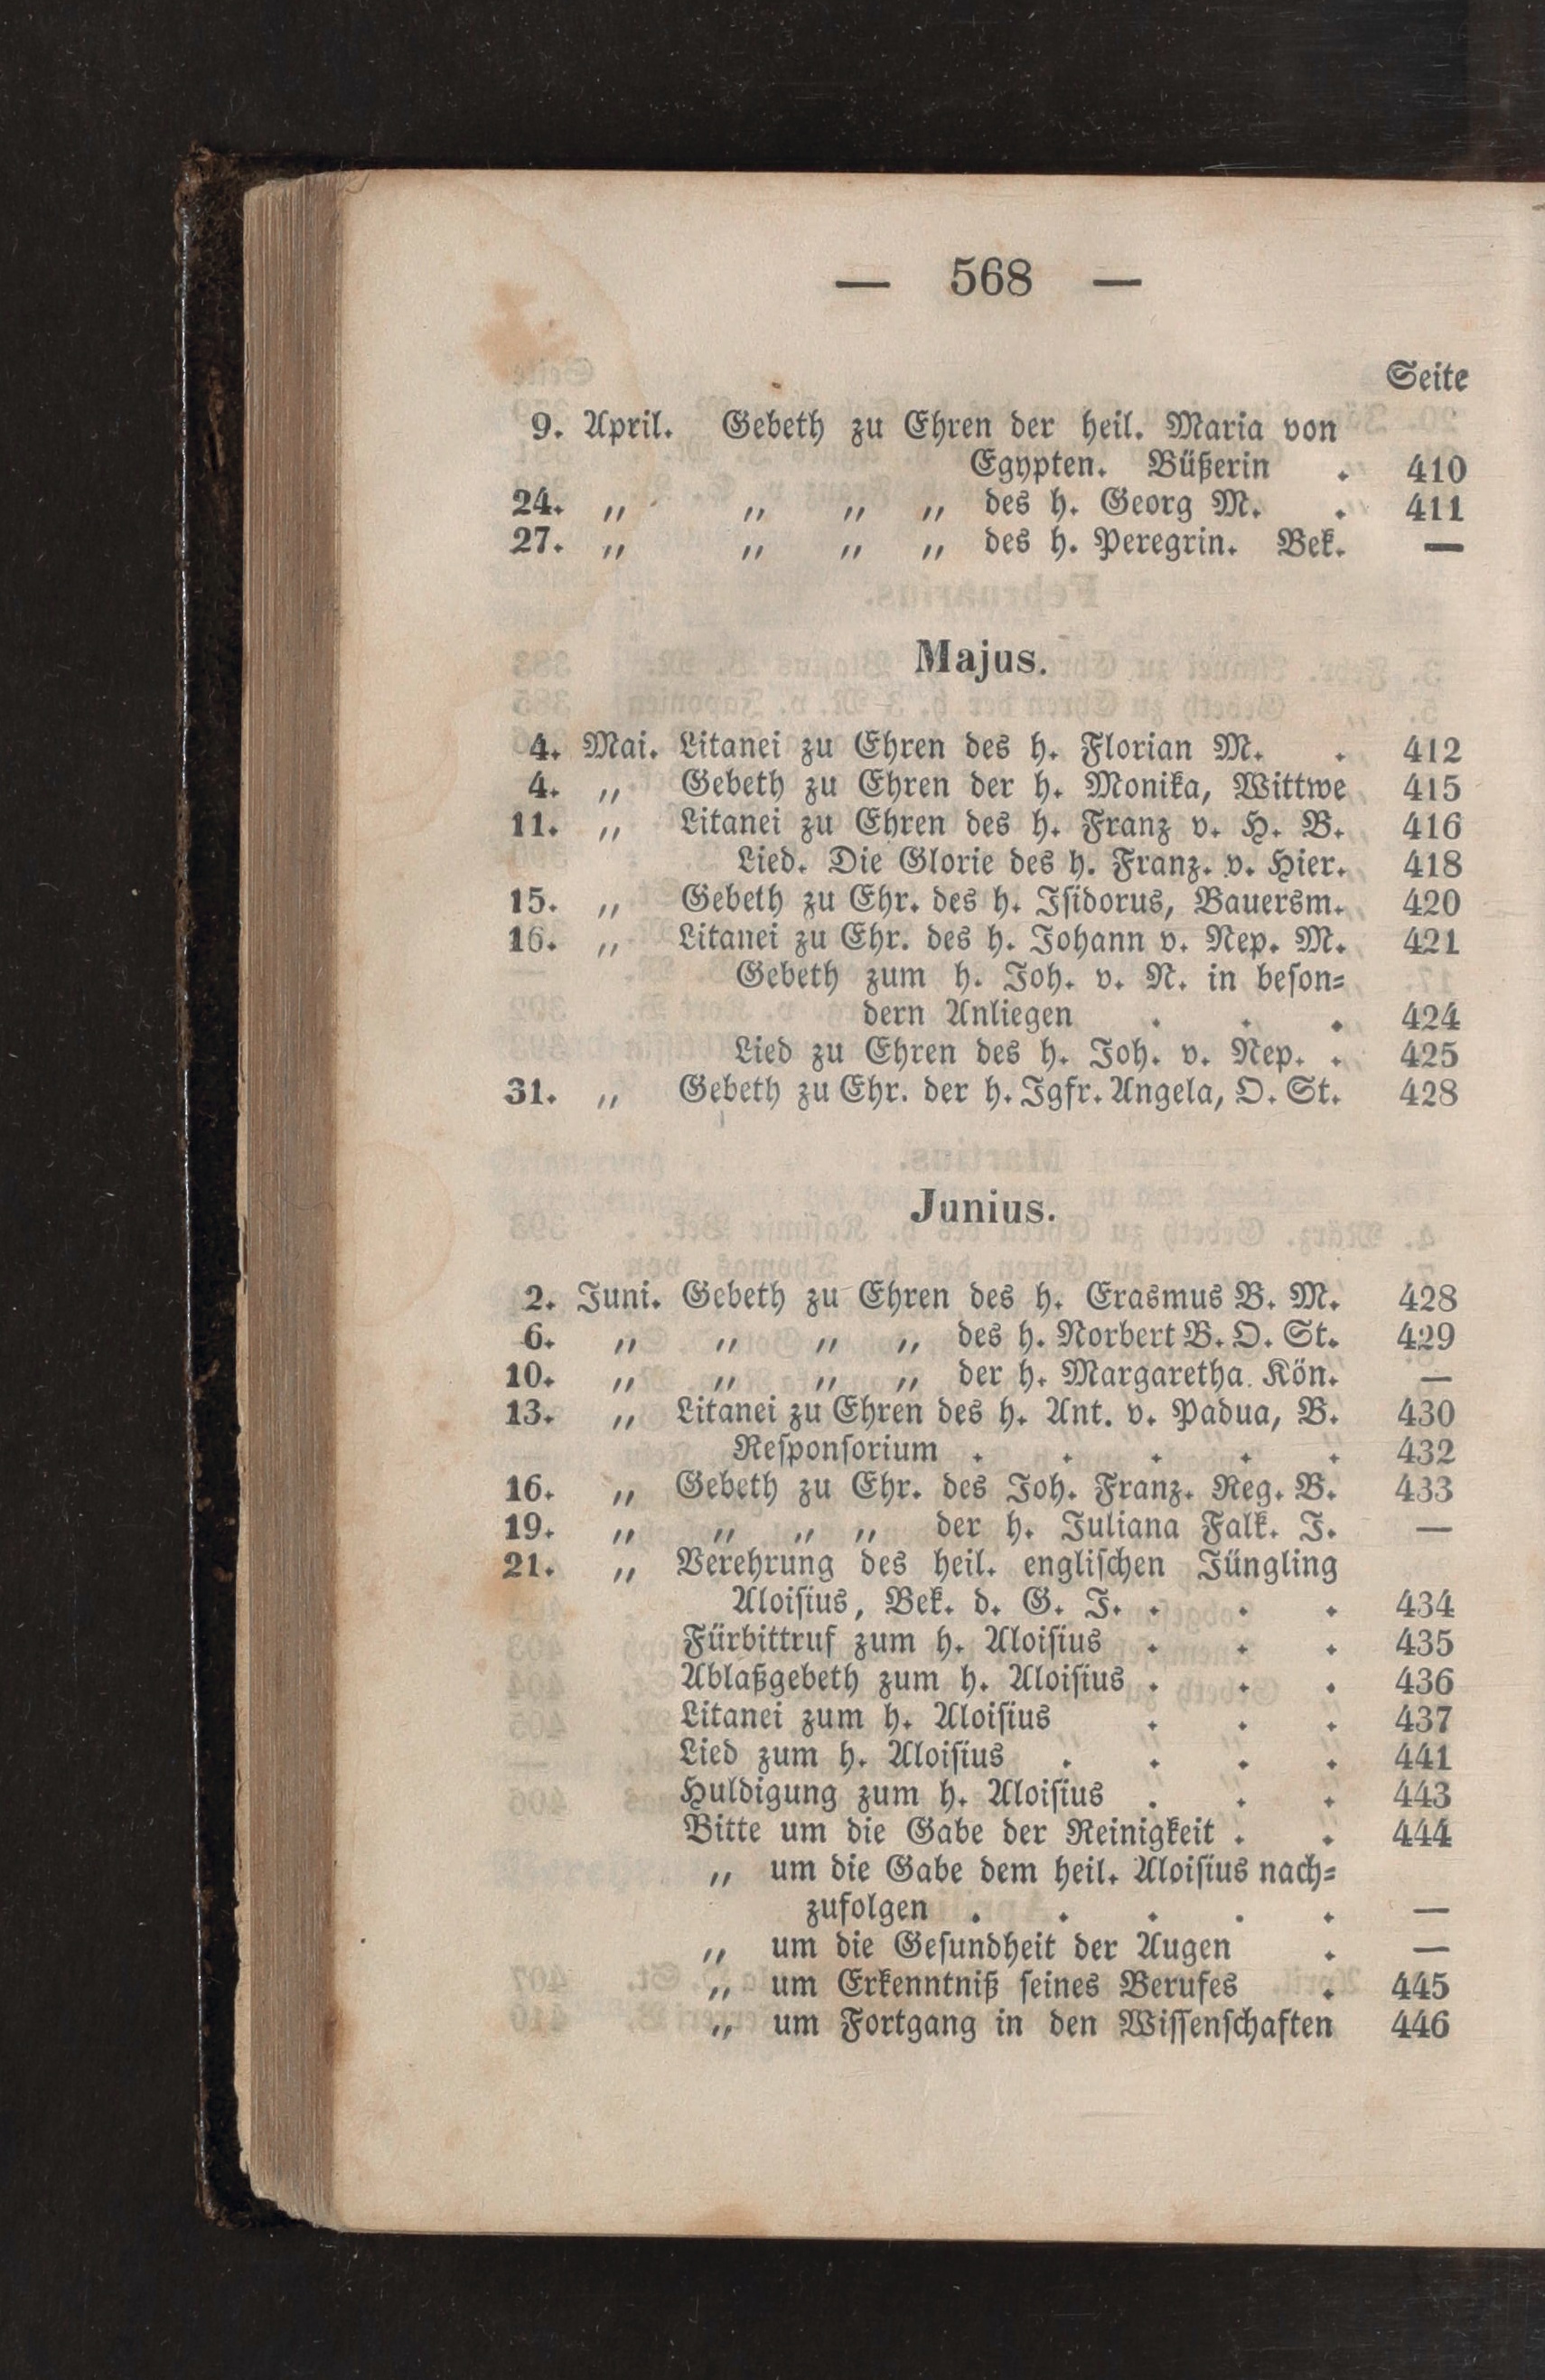 — 568 —
Seite
9. April. Gebeth zu Ehren der heil. Maria von
Egypten. Büßerin . 410
24. „ „ „ „ des h. Georg M. . 411
27. „ „ „ „ des h. Peregrin. Bek. —
Majus.
4. Mai. Litanei zu Ehren des h. Florian M. . 412
4. „ Gebeth zu Ehren der h. Monika, Wittwe 415
11. „ Litanei zu Ehren des h. Franz v. H. B. 416
Lied. Die Glorie des h. Franz. v. Hier. 418
15. „ Gebeth zu Ehr. des h. Isidorus, Bauersm. 420
16. „ Litanei zu Ehr. des h. Johann v. Nep. M. 421
Gebeth zum h. Joh. v. N. in beson-
dern Anliegen . . . 424
Lied zu Ehren des h. Joh. v. Nep. . 425
31. „ Gebeth zu Ehr. der h. Igfr. Angela, O. St. 428
Junius.
2. Juni. Gebeth zu Ehren des h. Erasmus B. M. 428
6. „ „ „ „ des h. Norbert B. O. St. 429
10. „ „ „ „ der h. Margaretha. Kön. —
13. „ Litanei zu Ehren des h. Ant. v. Padua, B. 430
Responsorium . . . . . 432
16. „ Gebeth zu Ehr. des Joh. Franz. Reg. B. 433
19. „ „ „ „ der h. Juliana Falk. J. —
21. „ Verehrung des heil. englischen Jüngling
Aloisius, Bek. d. G. J. . . . 434
Fürbittruf zum h. Aloisius . . . 435
Ablaßgebeth zum h. Aloisius . . . 436
Litanei zum h. Aloisius . . . 437
Lied zum h. Aloisius . . . . 441
Huldigung zum h. Aloisius . . . 443
Bitte um die Gabe der Reinigkeit . . 444
„ um die Gabe dem heil. Aloisius nach-
zufolgen . . . . . —
„ um die Gesundheit der Augen . —
„ um Erkenntniß seines Berufes . 445
„ um Fortgang in den Wissenschaften 446